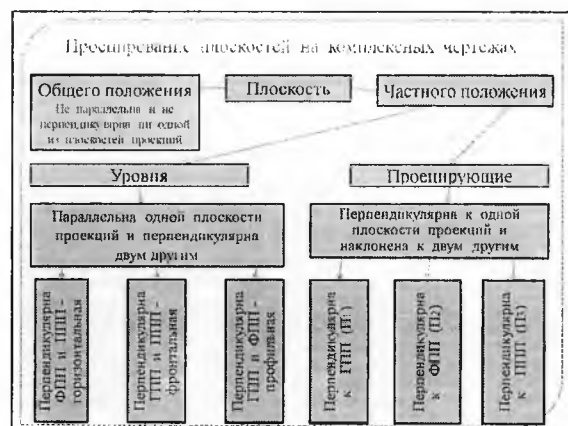 Проецирование плоскостей на комплексных чертежах
Общего положения
Не параллельна и не
перпендикулярна ни одной
из плоскостей проекций
Плоскость
Частного положения
Уровня
Проецирующие
Параллельна одной плоскости
проекций и перпендикулярна
двум другим
Перпендикулярна к одной
плоскости проекций и
наклонена к двум другим
Перпендикулярна
ФПП и ППП -
горизонтальная
Перпендикулярна
ГПП и ППП -
фронтальная
Перпендикулярна
ГПП и ФПП -
профильная
Перпендикулярна
к ГПП (П1)
Перпендикулярна
к ФПП (П2)
Перпендикулярна
к ППП (П3)